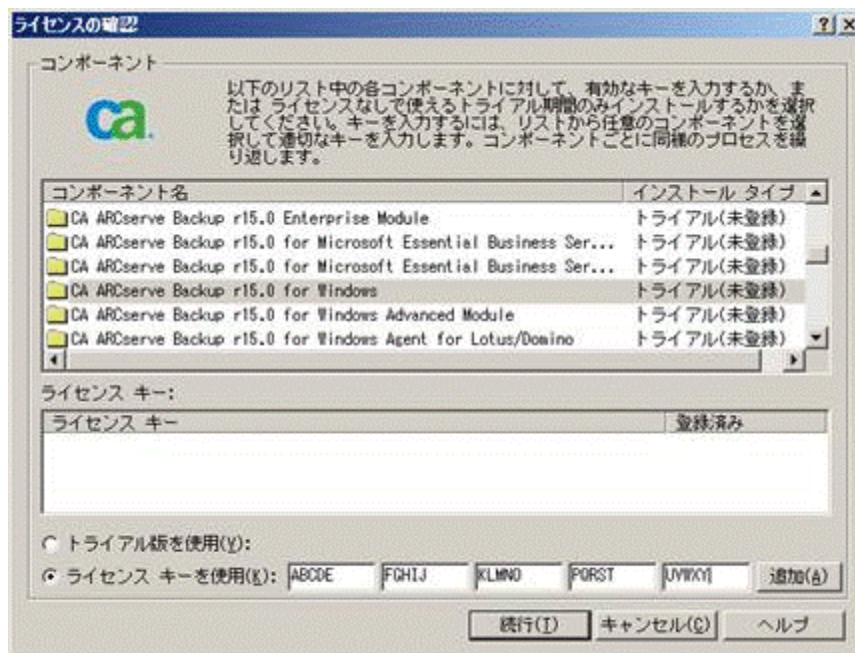 ライセンスの確認
コンポーネント
ca.
以下のリスト中の各コンポーネントに対して、有効なキーを入力するか、ま
たは ライセンスなしで使えるトライアル期間のみインストールするかを選択
してください。キーを入力するには、リストから任意のコンポーネントを選
択して適切なキーを入力します。コンポーネントごとに同様のプロセスを繰
り返します。
コンポーネント名 インストール タイプ
CA ARCserve Backup r15.0 Enterprise Module トライアル(未登録)
CA ARCserve Backup r15.0 for Microsoft Essential Business Ser... トライアル(未登録)
CA ARCserve Backup r15.0 for Microsoft Essential Business Ser... トライアル(未登録)
CA ARCserve Backup r15.0 for Windows トライアル(未登録)
CA ARCserve Backup r15.0 for Windows Advanced Module トライアル(未登録)
CA ARCserve Backup r15.0 for Windows Agent for Lotus/Domino トライアル(未登録)
ライセンス キー:
ライセンス キー 登録済み
トライアル版を使用(Y):
ライセンス キーを使用(K): ABCDE FGHIJ KLMNO PQRST UVWXY 追加(A)
続行(T) キャンセル(C) ヘルプ